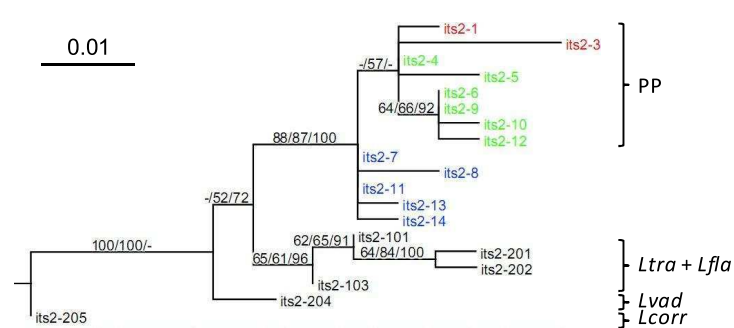 0.01
its2-1
its2-3
-/57/-
its2-4
its2-5
PP
its2-6
64/66/92
its2-9
its2-10
its2-12
88/87/100
its2-7
its2-8
its2-11
-/52/72
its2-13
its2-14
62/65/91
its2-101
100/100/-
64/84/100
its2-201
65/61/96
its2-202
Ltra + Lfla
its2-103
its2-204
Lvad
its2-205
Lcorr